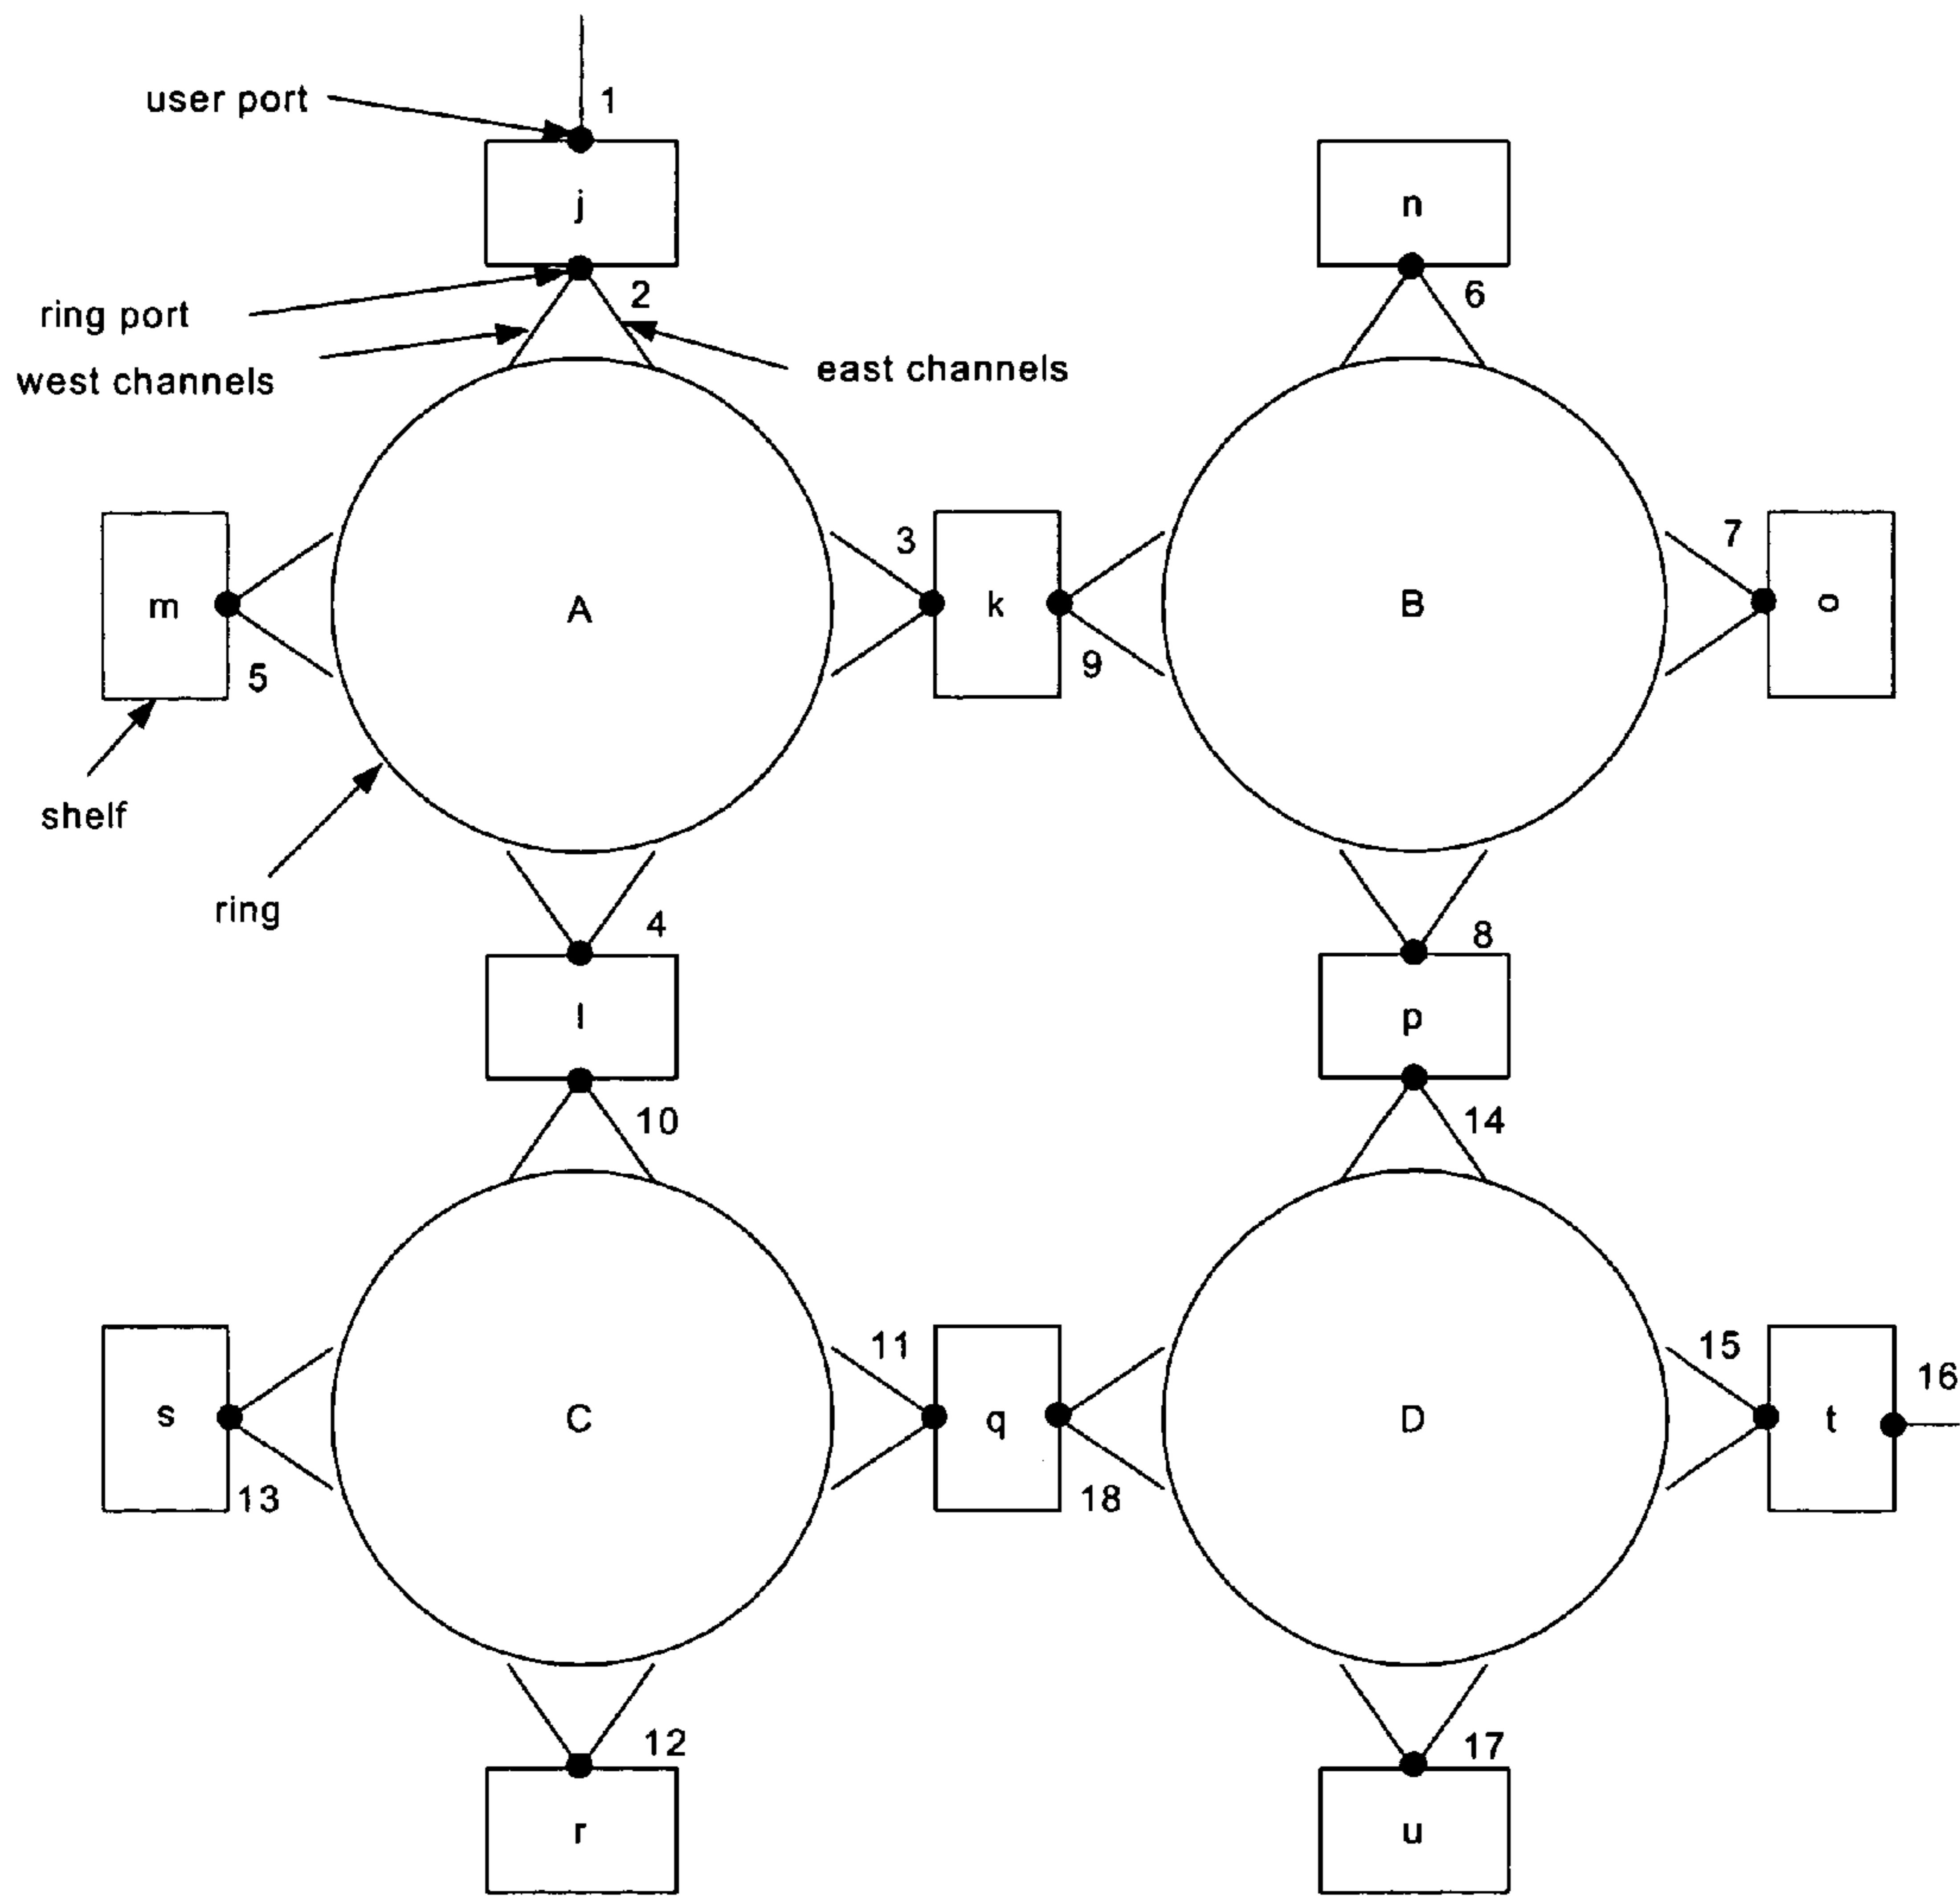 user port
1
j
n
ring port
2
6
west channels
east channels
3
7
m
A
k
B
o
5
9
shelf
ring
4
8
l
p
10
14
11
15
16
s
C
q
D
t
13
18
12
17
r
u